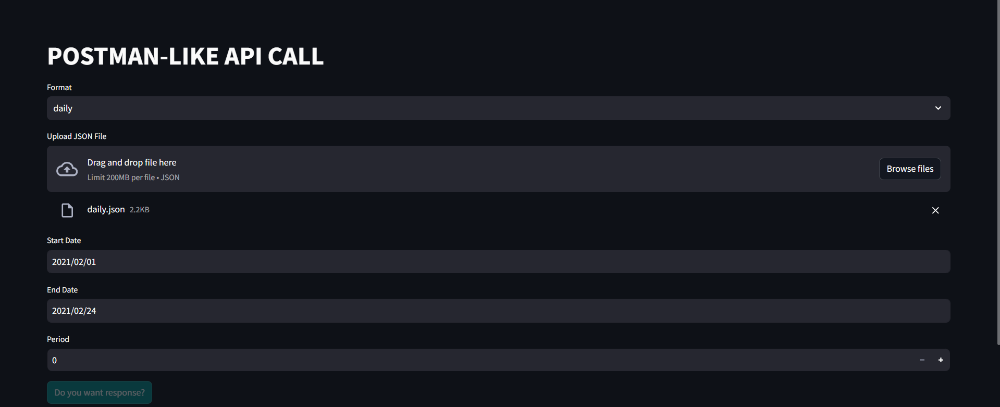 POSTMAN-LIKE API CALL
Format
daily
Upload JSON File
Drag and drop file here
Limit 200MB per file • JSON
Browse files
daily.json 2.2KB
Start Date
2021/02/01
End Date
2021/02/24
Period
0
Do you want response?